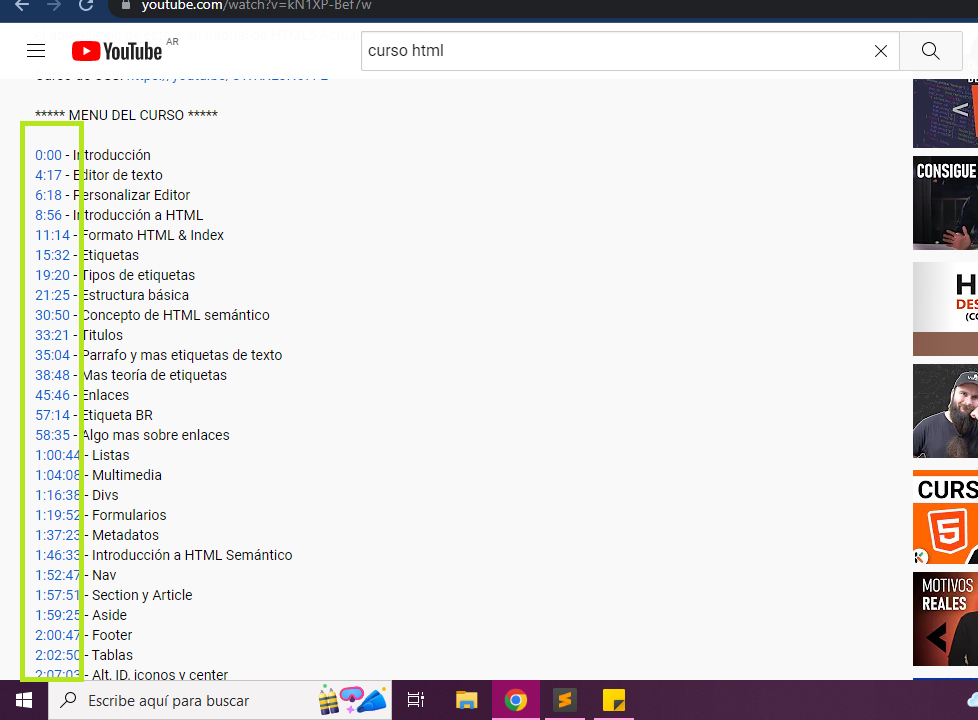 youtube.com/watch?v=kN1XP-Bef7w
YouTube AR
curso html
***** MENU DEL CURSO *****
0:00 - Introducción
4:17 - Editor de texto
6:18 - Personalizar Editor
8:56 - Introducción a HTML
11:14 - Formato HTML & Index
15:32 - Etiquetas
19:20 - Tipos de etiquetas
21:25 - Estructura básica
30:50 - Concepto de HTML semántico
33:21 - Titulos
35:04 - Parrafo y mas etiquetas de texto
38:48 - Mas teoría de etiquetas
45:46 - Enlaces
57:14 - Etiqueta BR
58:35 - Algo mas sobre enlaces
1:00:44 - Listas
1:04:08 - Multimedia
1:16:38 - Divs
1:19:52 - Formularios
1:37:23 - Metadatos
1:46:33 - Introducción a HTML Semántico
1:52:47 - Nav
1:57:51 - Section y Article
1:59:25 - Aside
2:00:47 - Footer
2:02:50 - Tablas
2:07:03 - Alt, ID, iconos y center
CONSIGUE
H
DES
(CO
CURS
5
MOTIVOS
REALES
Escribe aquí para buscar